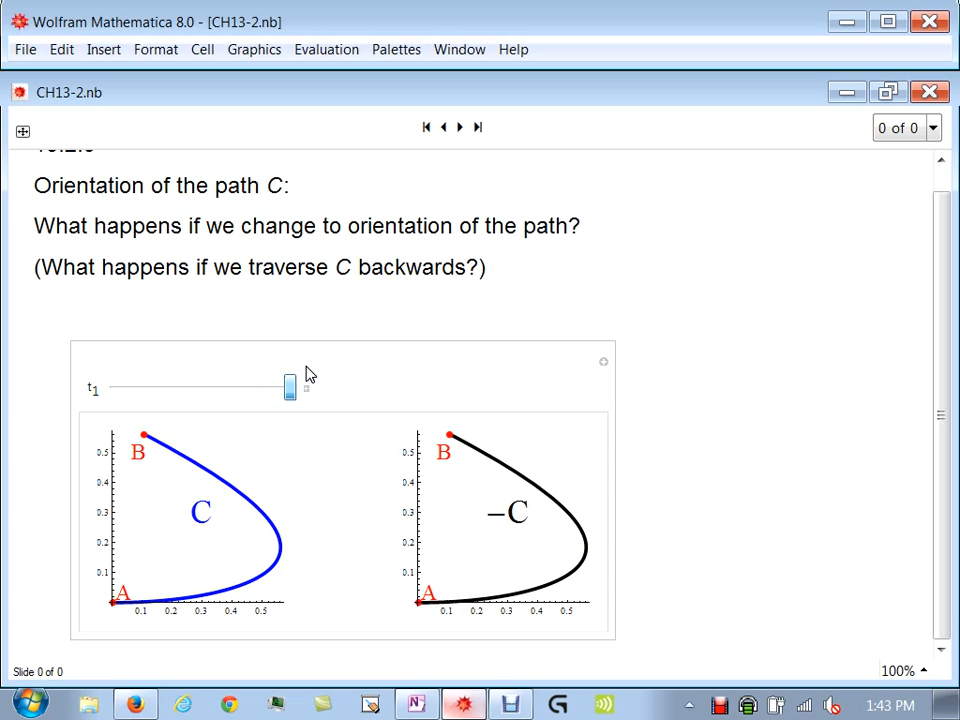 Wolfram Mathematica 8.0 - [CH13-2.nb]
File Edit Insert Format Cell Graphics Evaluation Palettes Window Help
CH13-2.nb
0 of 0
Orientation of the path C:
What happens if we change to orientation of the path?
(What happens if we traverse C backwards?)
t1
B
0.5
0.4
0.3
0.2
0.1
C
A
0.1 0.2 0.3 0.4 0.5
B
0.5
0.4
0.3
0.2
0.1
−C
A
0.1 0.2 0.3 0.4 0.5
Slide 0 of 0
100%
1:43 PM